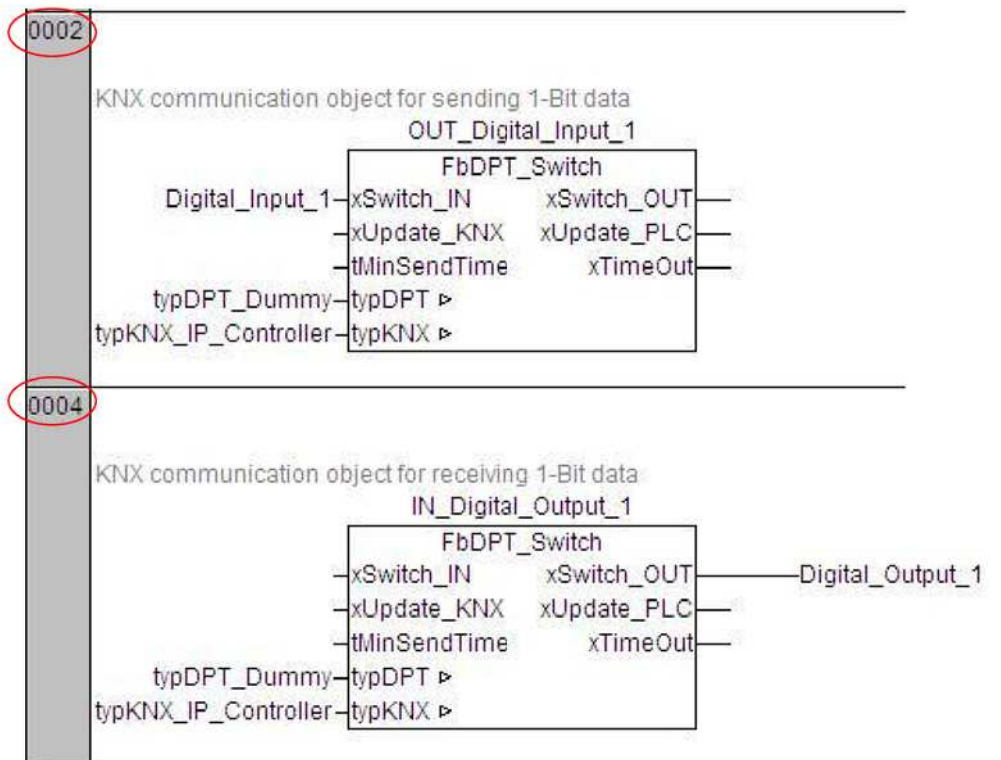 0002
KNX communication object for sending 1-Bit data
OUT_Digital_Input_1
FbDPT_Switch
Digital_Input_1 xSwitch_IN xSwitch_OUT
xUpdate_KNX xUpdate_PLC
tMinSendTime xTimeOut
typDPT_Dummy typDPT
typKNX_IP_Controller typKNX
0004
KNX communication object for receiving 1-Bit data
IN_Digital_Output_1
FbDPT_Switch
xSwitch_IN xSwitch_OUT Digital_Output_1
xUpdate_KNX xUpdate_PLC
tMinSendTime xTimeOut
typDPT_Dummy typDPT
typKNX_IP_Controller typKNX